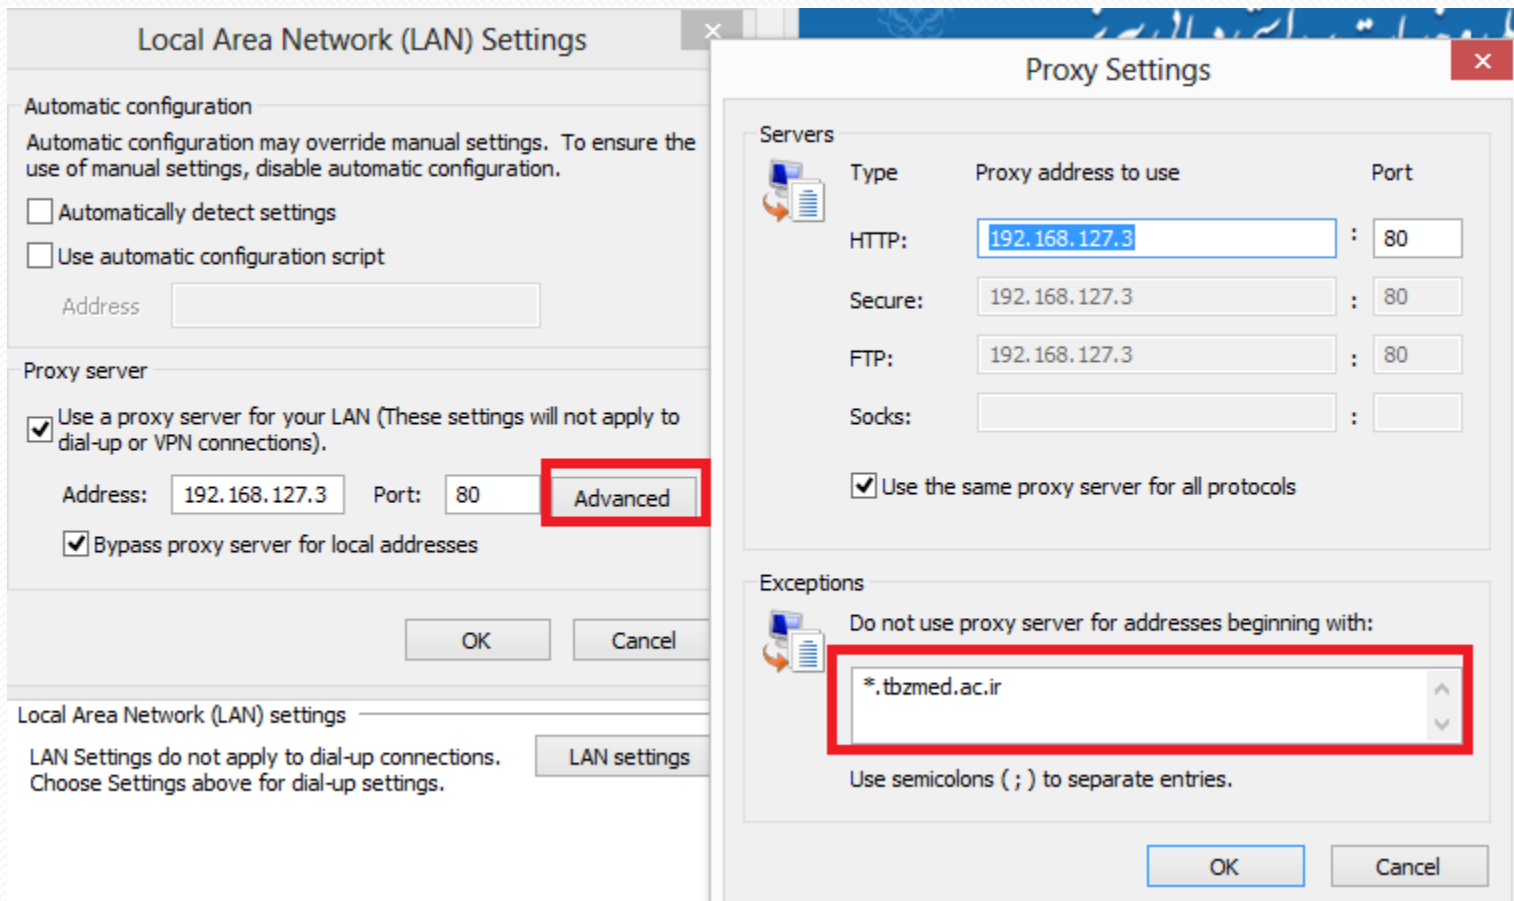 Local Area Network (LAN) Settings
Automatic configuration
Automatic configuration may override manual settings. To ensure the
use of manual settings, disable automatic configuration.
Automatically detect settings
Use automatic configuration script
Address
Proxy server
Use a proxy server for your LAN (These settings will not apply to
dial-up or VPN connections).
Address: 192.168.127.3 Port: 80 Advanced
Bypass proxy server for local addresses
OK Cancel
Local Area Network (LAN) settings
LAN Settings do not apply to dial-up connections.
Choose Settings above for dial-up settings.
LAN settings
Proxy Settings
Servers
Type Proxy address to use Port
HTTP: 192.168.127.3 : 80
Secure: 192.168.127.3 : 80
FTP: 192.168.127.3 : 80
Socks: :
Use the same proxy server for all protocols
Exceptions
Do not use proxy server for addresses beginning with:
*.tbzmed.ac.ir
Use semicolons ( ; ) to separate entries.
OK Cancel